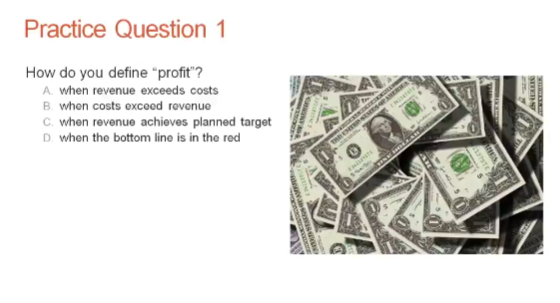 Practice Question 1
How do you define “profit”?
A. when revenue exceeds costs
B. when costs exceed revenue
C. when revenue achieves planned target
D. when the bottom line is in the red